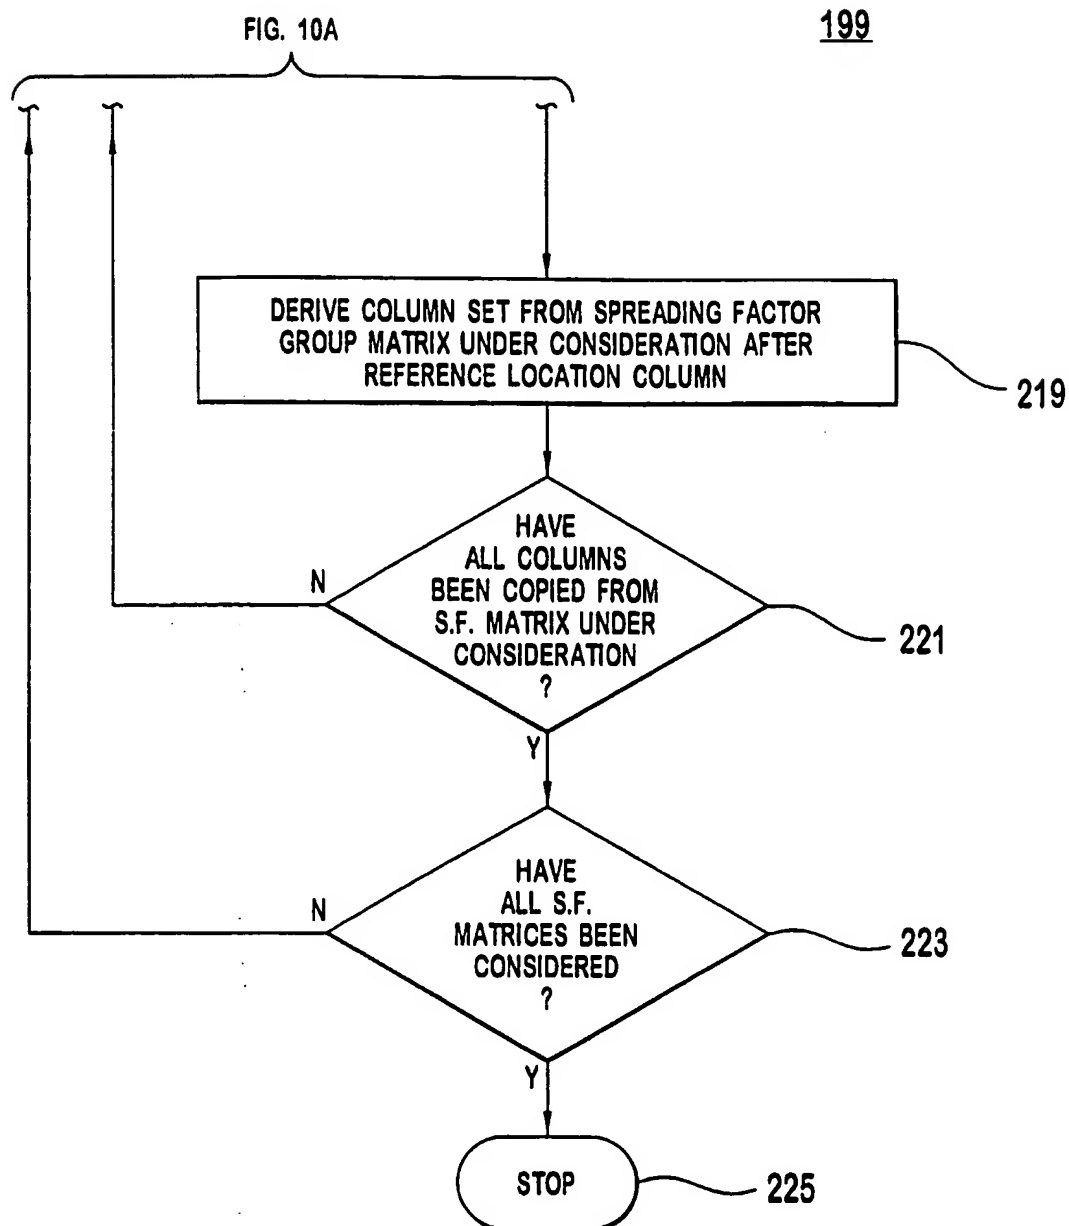 FIG. 10A
199
DERIVE COLUMN SET FROM SPREADING FACTOR
GROUP MATRIX UNDER CONSIDERATION AFTER
REFERENCE LOCATION COLUMN
219
HAVE
ALL COLUMNS
BEEN COPIED FROM
S.F. MATRIX UNDER
CONSIDERATION
?
N
221
Y
HAVE
ALL S.F.
MATRICES BEEN
CONSIDERED
?
N
223
Y
STOP
225